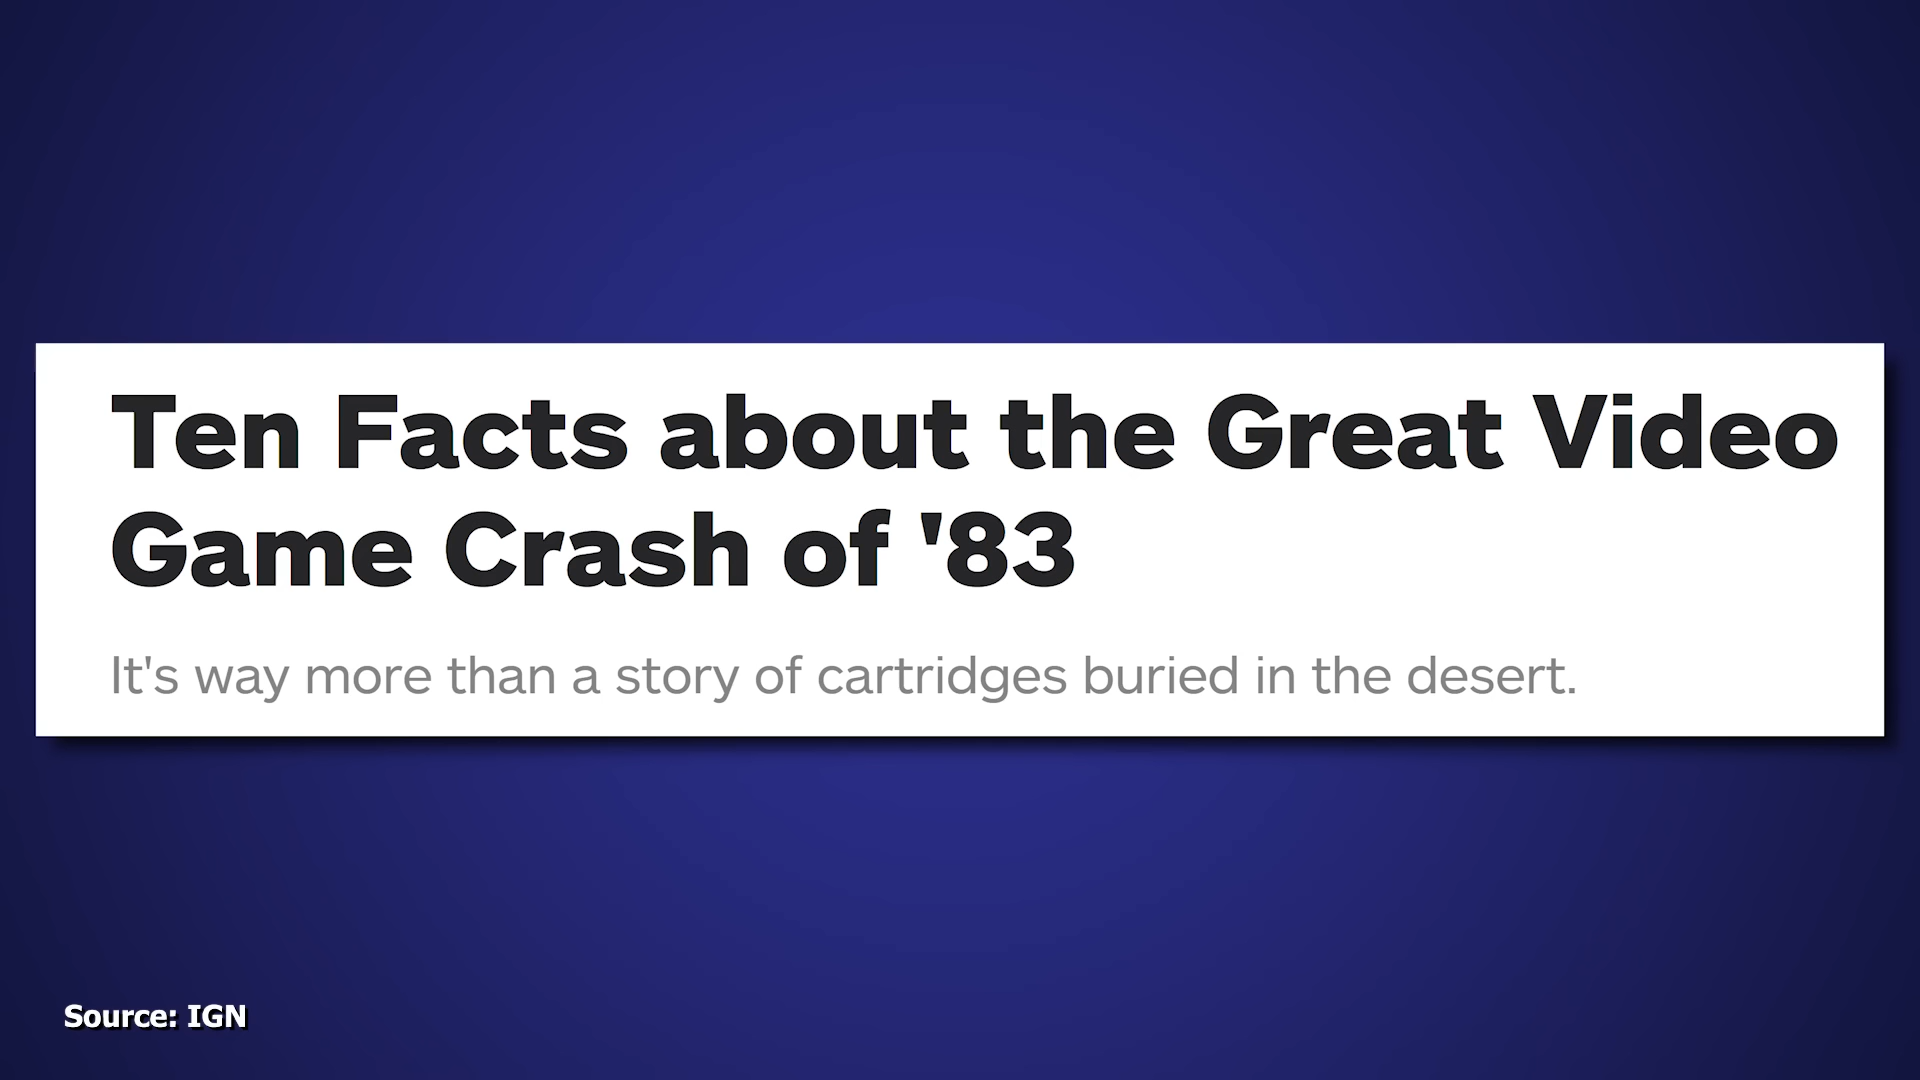 Ten Facts about the Great Video
Game Crash of '83
It's way more than a story of cartridges buried in the desert.
Source: IGN